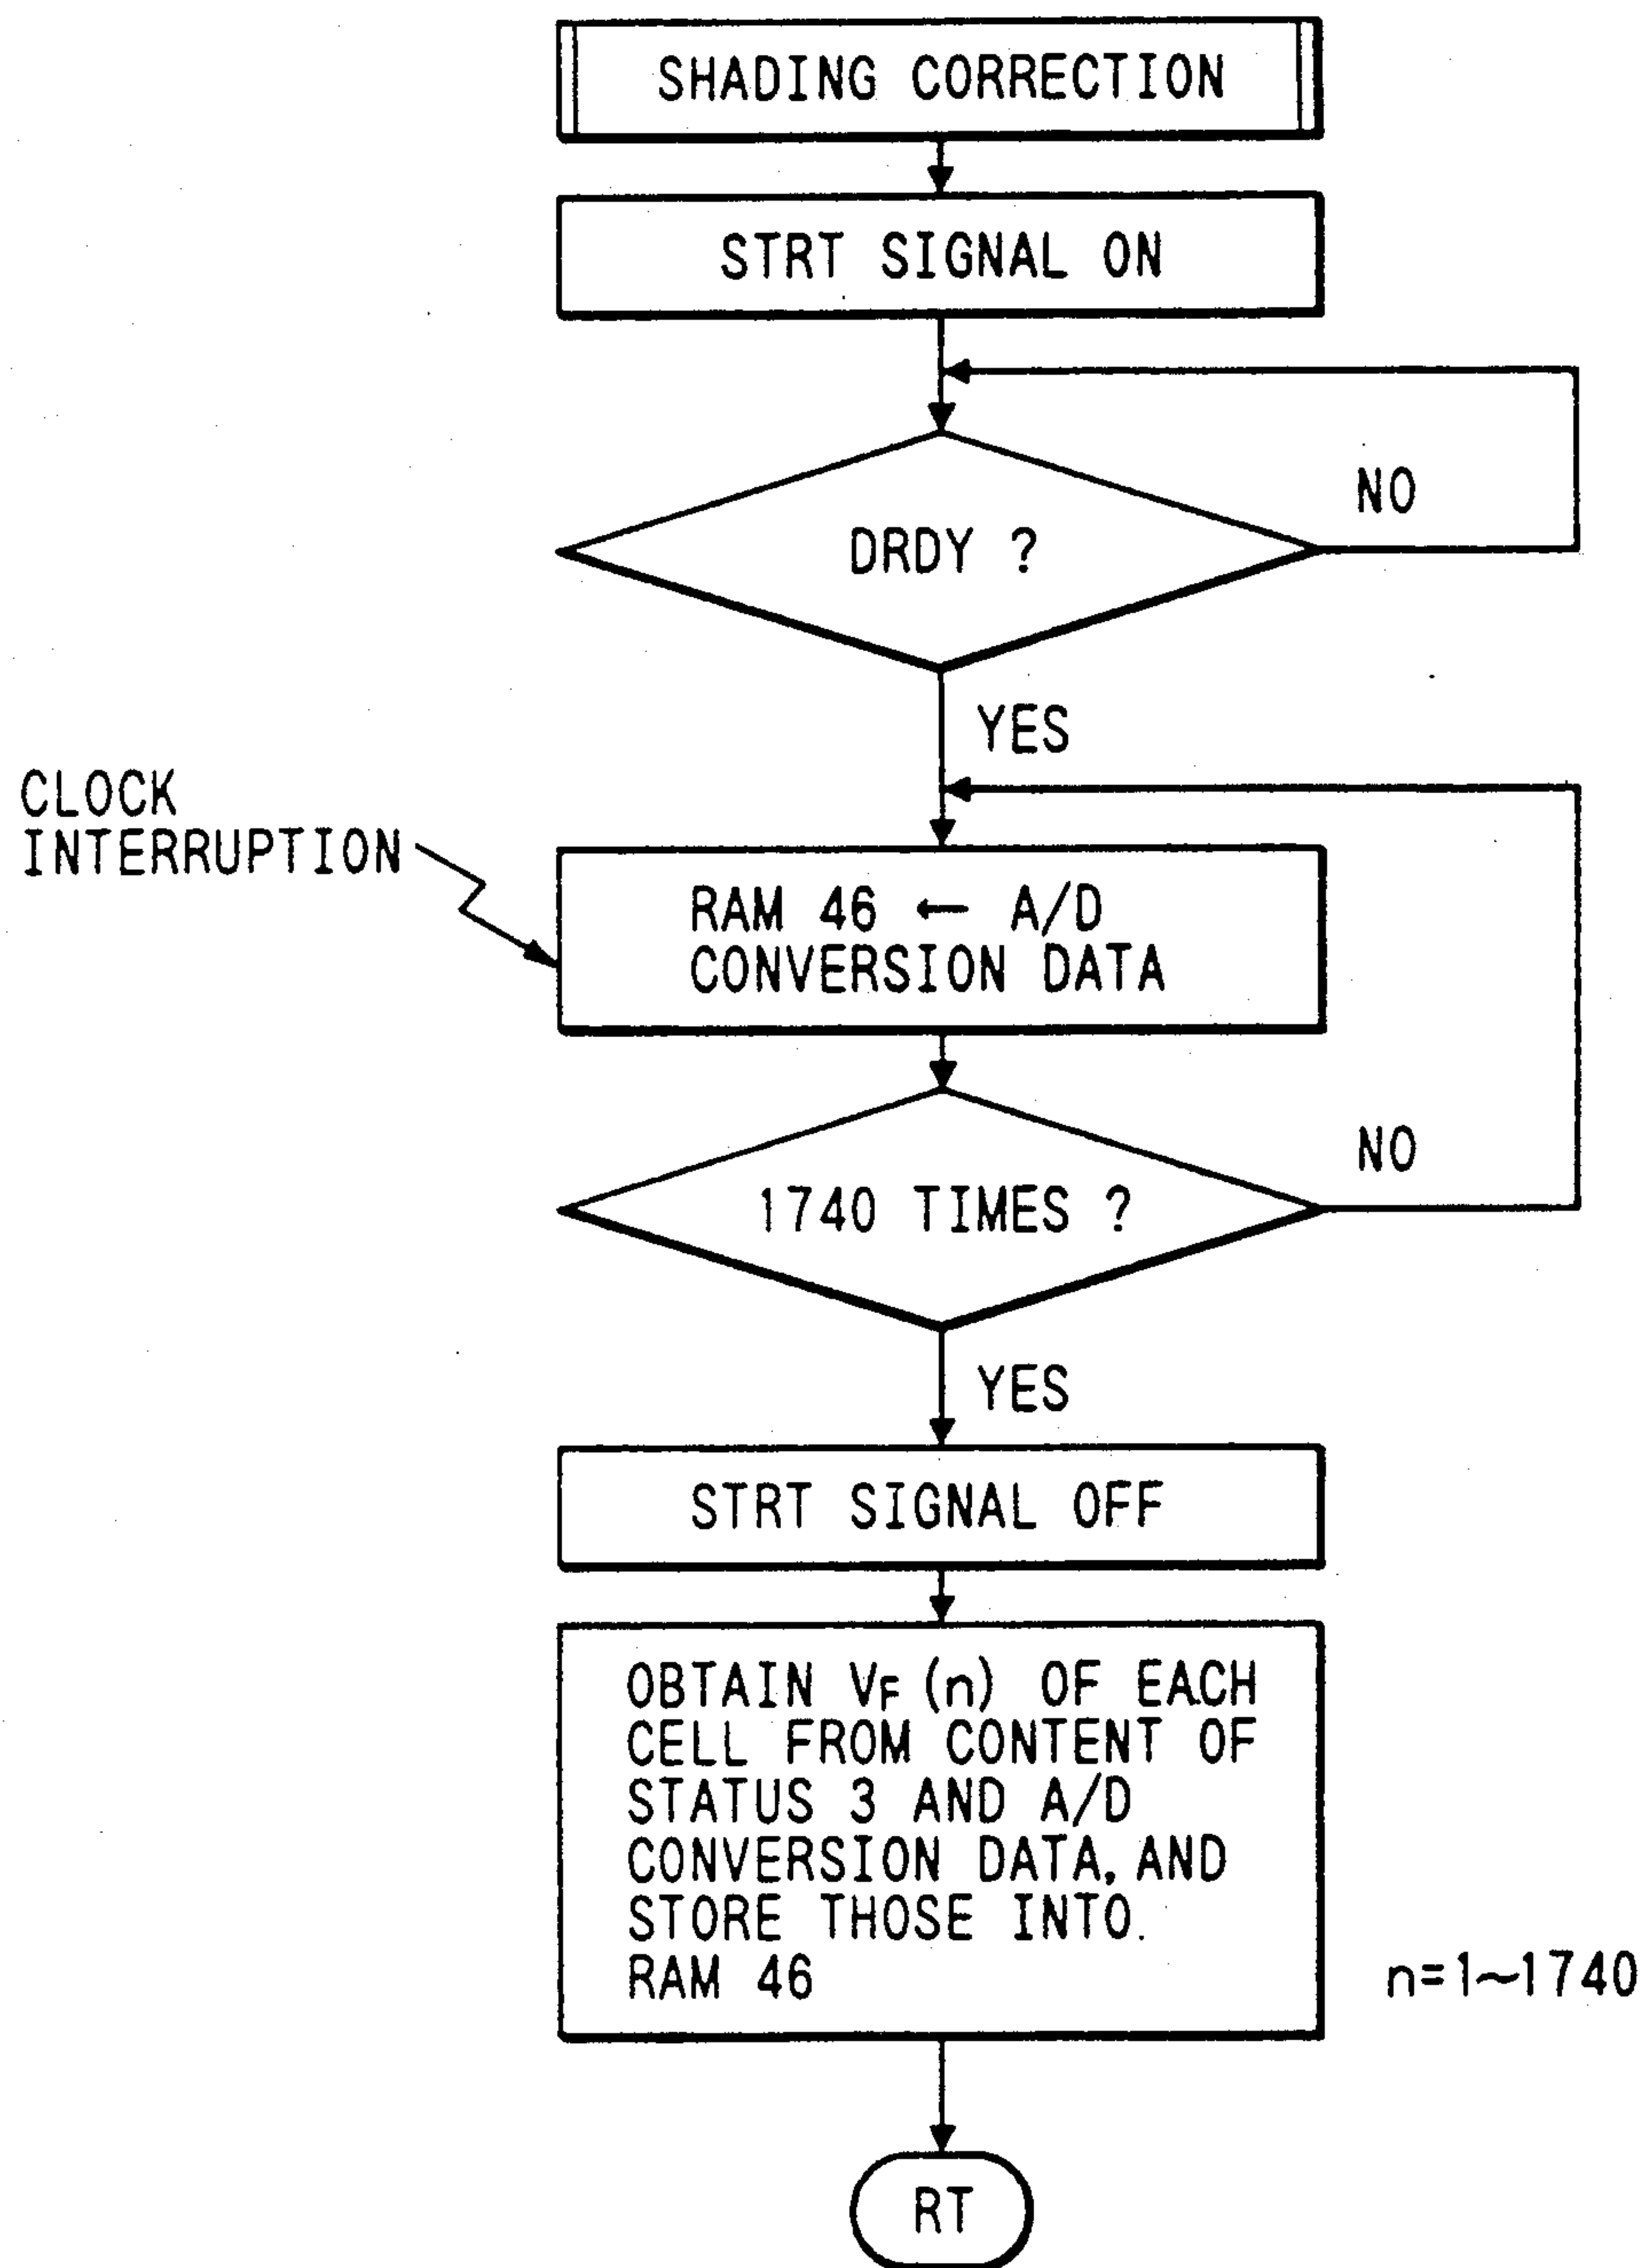 SHADING CORRECTION
STRT SIGNAL ON
DRDY ?
NO
YES
CLOCK
INTERRUPTION
RAM 46 ← A/D
CONVERSION DATA
1740 TIMES ?
NO
YES
STRT SIGNAL OFF
OBTAIN VF (n) OF EACH
CELL FROM CONTENT OF
STATUS 3 AND A/D
CONVERSION DATA, AND
STORE THOSE INTO.
RAM 46
n=1~1740
RT